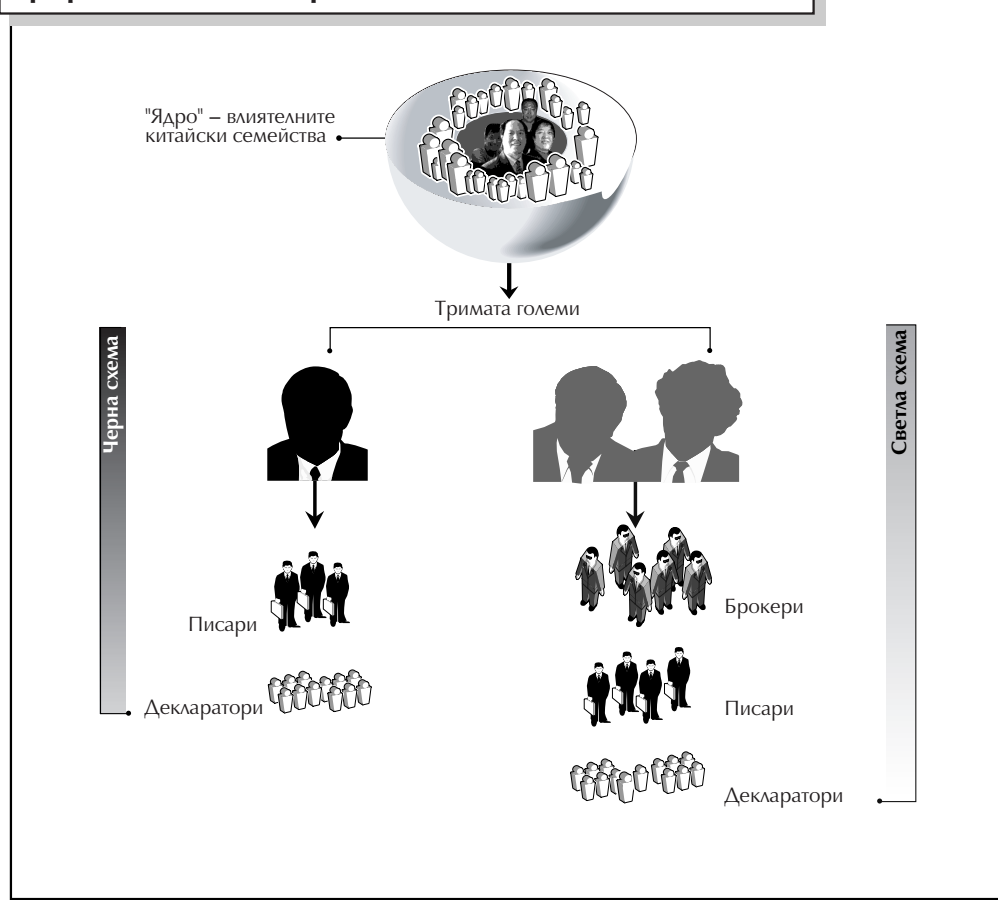 "Ядро" – влиятелните
китайски семейства
Тримата големи
Черна схема
Светла схема
Писари
Декларатори
Брокери
Писари
Декларатори